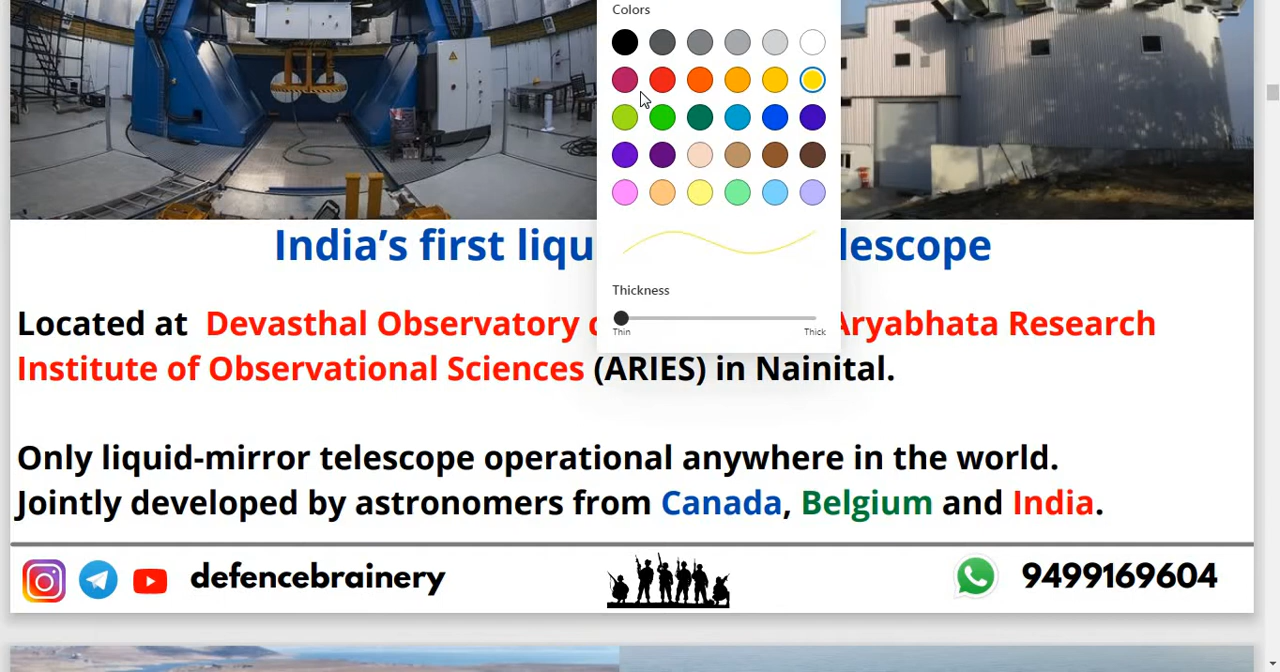 Colors
India's first liqu lescope
Thickness
Thin Thick
Located at Devasthal Observatory Aryabhata Research
Institute of Observational Sciences (ARIES) in Nainital.
Only liquid-mirror telescope operational anywhere in the world.
Jointly developed by astronomers from Canada, Belgium and India.
defencebrainery
9499169604